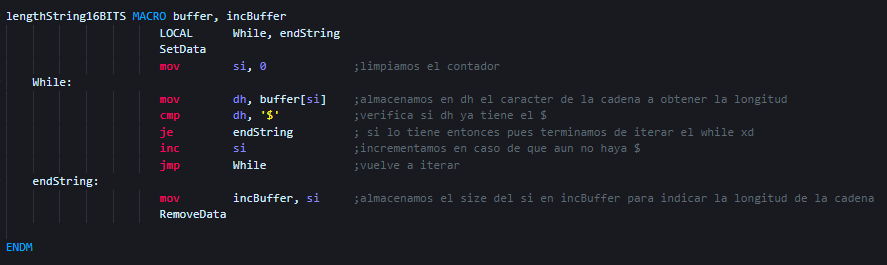 lengthString16BITS MACRO buffer, incBuffer
LOCAL While, endString
SetData
mov si, 0 ;limpiamos el contador
While:
mov dh, buffer[si] ;almacenamos en dh el caracter de la cadena a obtener la longitud
cmp dh, '$' ;verifica si dh ya tiene el $
je endString ; si lo tiene entonces pues terminamos de iterar el while xd
inc si ;incrementamos en caso de que aun no haya $
jmp While ;vuelve a iterar
endString:
mov incBuffer, si ;almacenamos el size del si en incBuffer para indicar la longitud de la cadena
RemoveData
ENDM